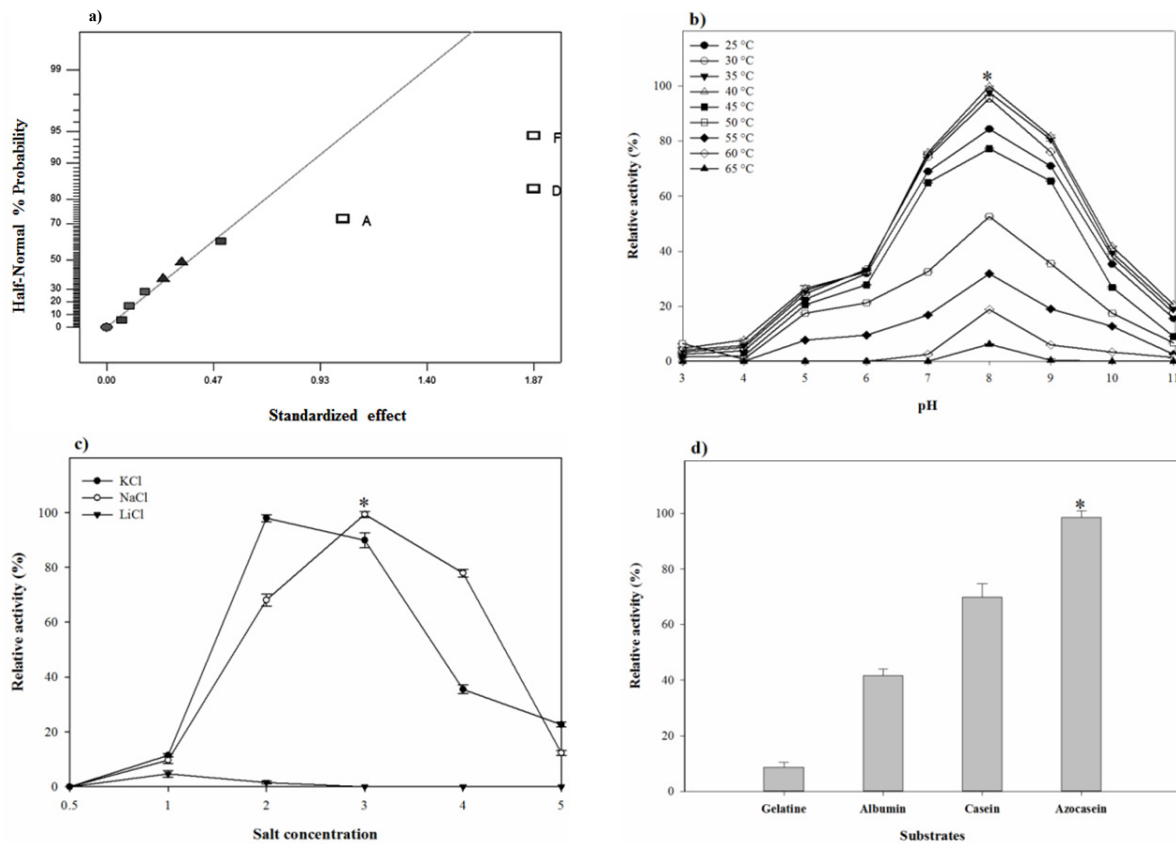 a)
Half-Normal % Probability
99
95
90
80
70
50
30
20
10
0
F
D
A
0.00 0.47 0.93 1.40 1.87
Standardized effect
b)
Relative activity (%)
100
80
60
40
20
0
25 °C
30 °C
35 °C
40 °C
45 °C
50 °C
55 °C
60 °C
65 °C
*
3 4 5 6 7 8 9 10 11
pH
c)
Relative activity (%)
100
80
60
40
20
0
KCl
NaCl
LiCl
*
0.5 1 2 3 4 5
Salt concentration
d)
Relative activity (%)
100
80
60
40
20
0
*
Gelatine Albumin Casein Azocasein
Substrates